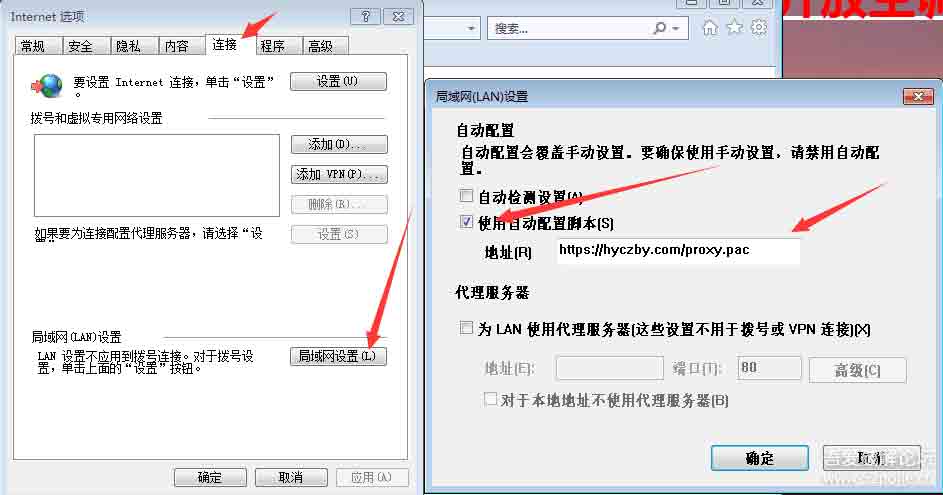 Internet 选项
常规
安全
隐私
内容
连接
程序
高级
要设置 Internet 连接，单击“设置”
。
设置(U)
拨号和虚拟专用网络设置
添加(D)...
添加 VPN(P)...
删除(R)...
设置(S)
如果要为连接配置代理服务器，请选择“设
局域网(LAN)设置
LAN 设置不应用到拨号连接。对于拨号设
置，单击上面的“设置”按钮。
局域网设置(L)
确定
取消
应用(A)
搜索...
局域网(LAN)设置
自动配置
自动配置会覆盖手动设置。要确保使用手动设置，请禁用自动配
置。
自动检测设置(A)
使用自动配置脚本(S)
地址(R)
https://hyczby.com/proxy.pac
代理服务器
为 LAN 使用代理服务器(这些设置不用于拨号或 VPN 连接)(X)
地址(E):
端口(T):
80
高级(C)
对于本地地址不使用代理服务器(B)
确定
取消
吾爱破解论坛
www.52pojie.cn